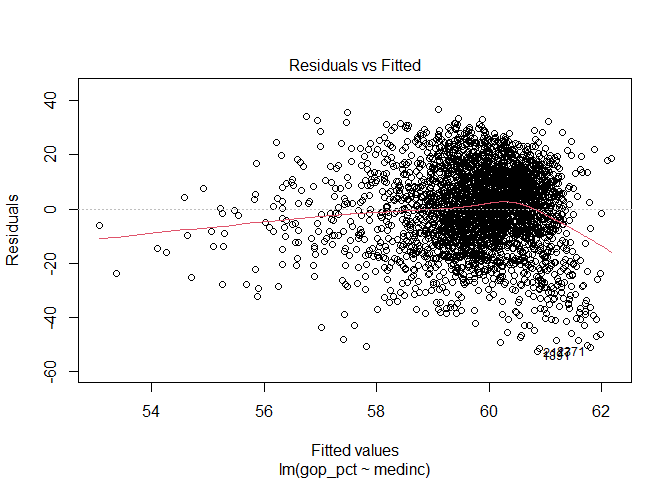 Residuals vs Fitted
Residuals
40
20
0
-20
-40
-60
54
56
58
60
62
Fitted values
lm(gop_pct ~ medinc)